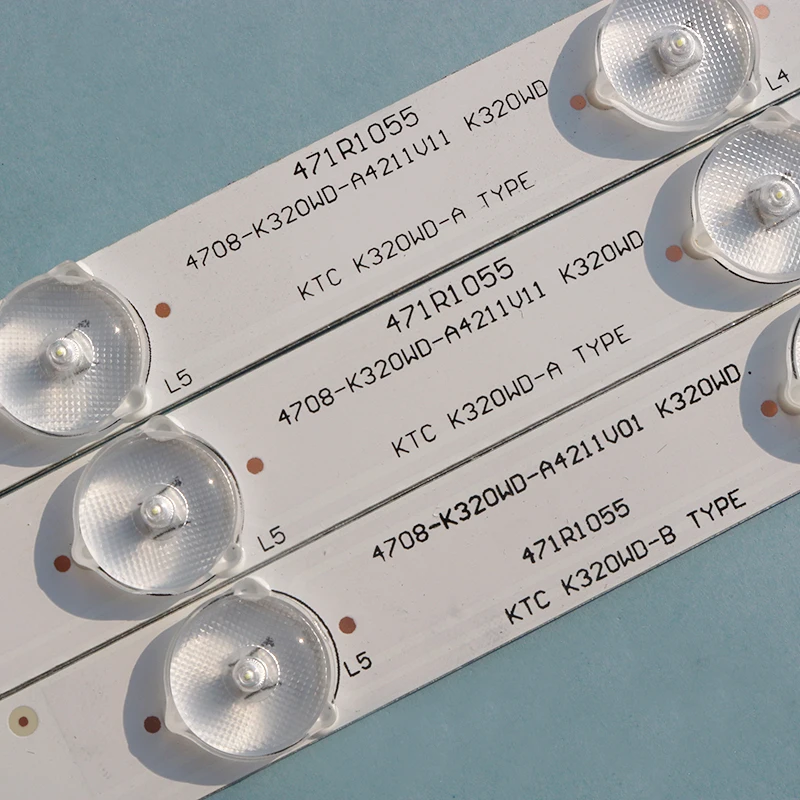 L4
471R1055
4708-K320WD-A4211V11 K320WD
KTC K320WD-A TYPE
L5
471R1055
4708-K320WD-A4211V11 K320WD
KTC K320WD-A TYPE
L5
4708-K320WD-A4211V01 K320WD
471R1055
KTC K320WD-B TYPE
L5